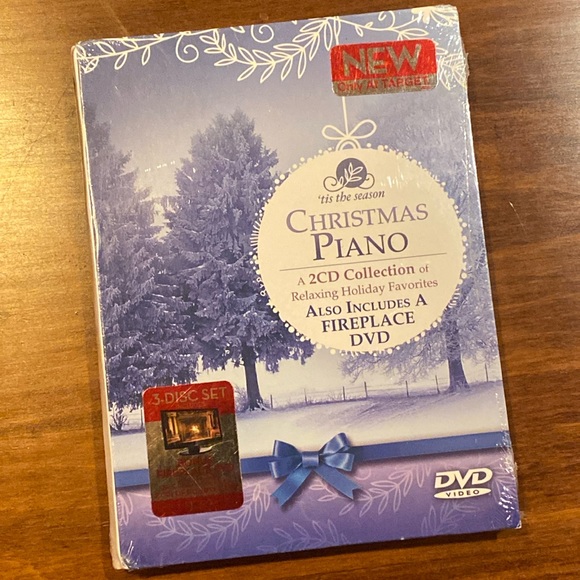 NEW
ONLY AT TARGET
'tis the season
CHRISTMAS
PIANO
A 2CD Collection of
Relaxing Holiday Favorites
ALSO INCLUDES A
FIREPLACE
DVD
3-DISC SET
DVD
VIDEO